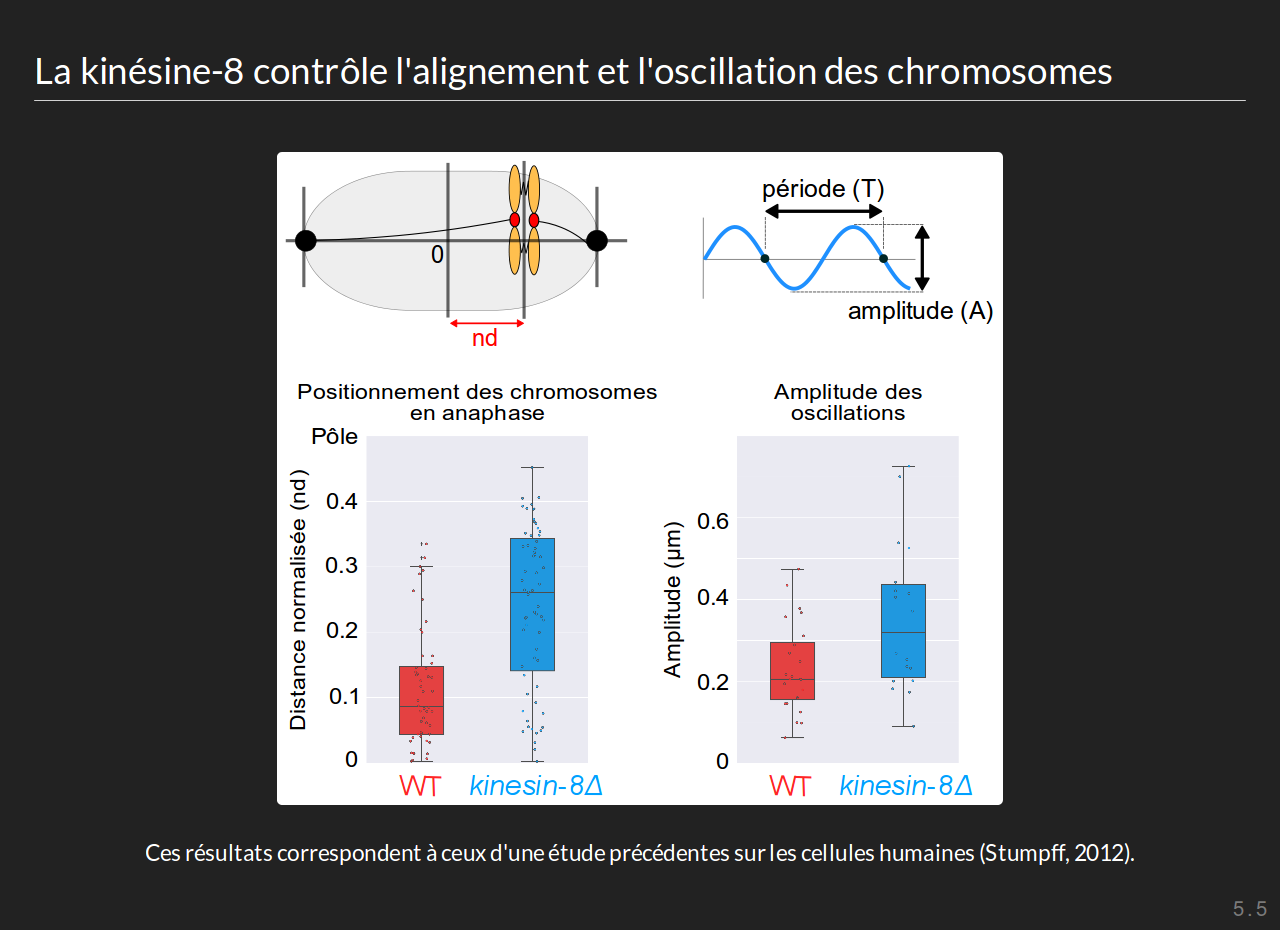 La kinésine-8 contrôle l'alignement et l'oscillation des chromosomes
0
nd
période (T)
amplitude (A)
Positionnement des chromosomes
en anaphase
Pôle
0.4
0.3
0.2
0.1
0
Distance normalisée (nd)
WT
kinesin-8Δ
Amplitude des
oscillations
0.6
0.4
0.2
0
Amplitude (µm)
WT
kinesin-8Δ
Ces résultats correspondent à ceux d'une étude précédentes sur les cellules humaines (Stumpff, 2012).
5.5